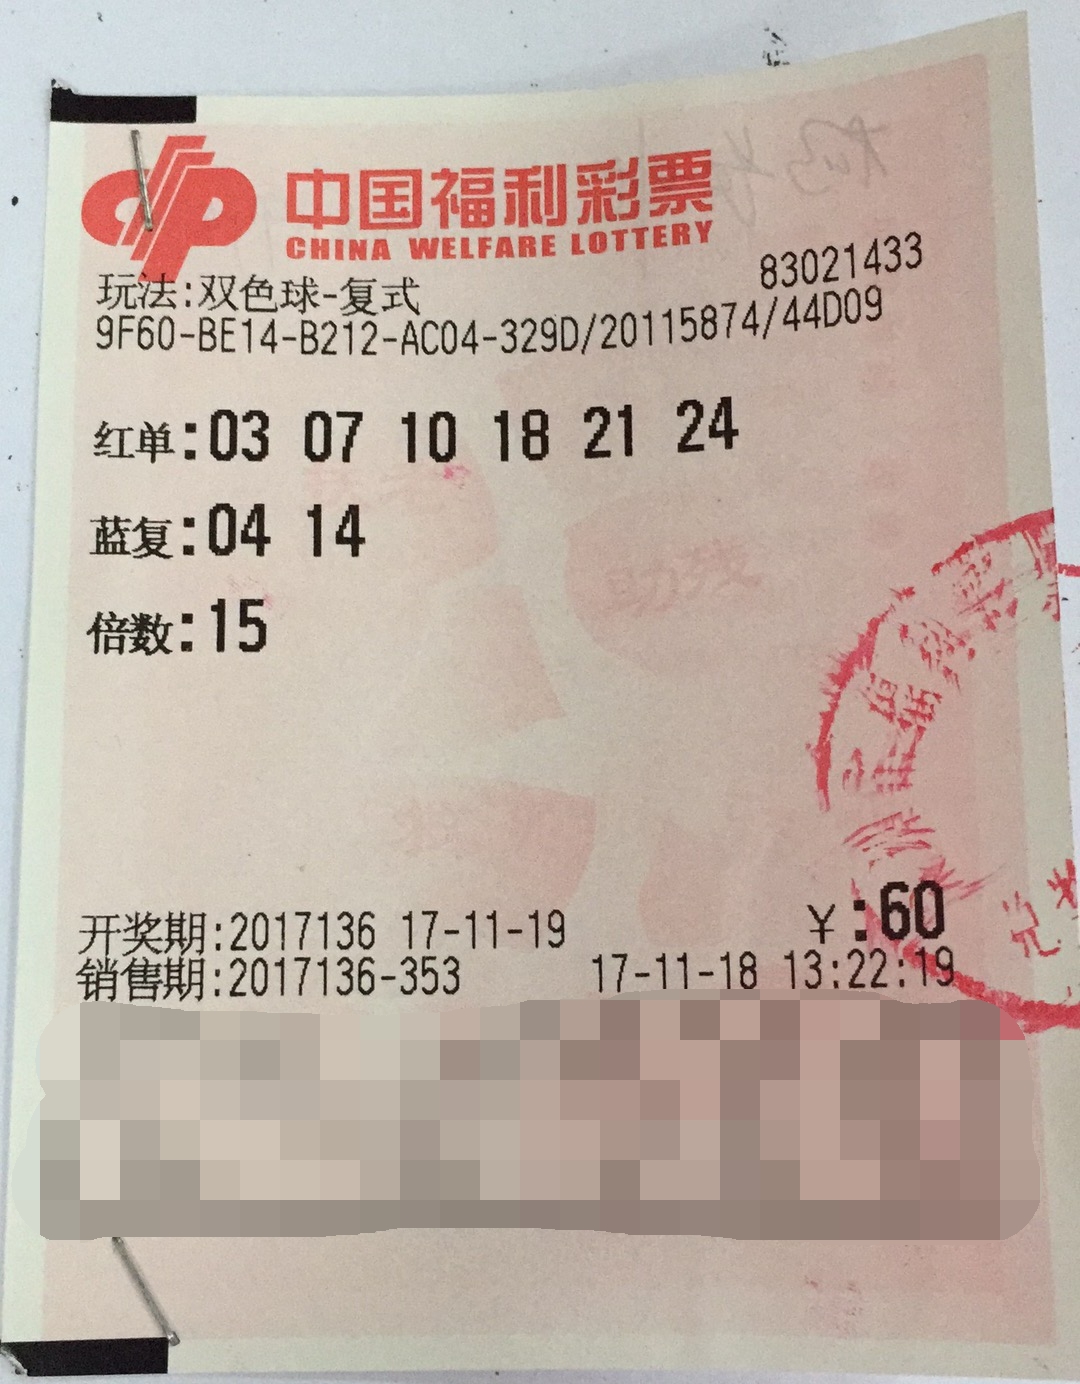 中国福利彩票
CHINA WELFARE LOTTERY
83021433
玩法:双色球-复式
9F60-BE14-B212-AC04-329D/20115874/44D09
红单:03 07 10 18 21 24
蓝复:04 14
倍数:15
开奖期:2017136 17-11-19 ￥:60
销售期:2017136-353 17-11-18 13:22:19